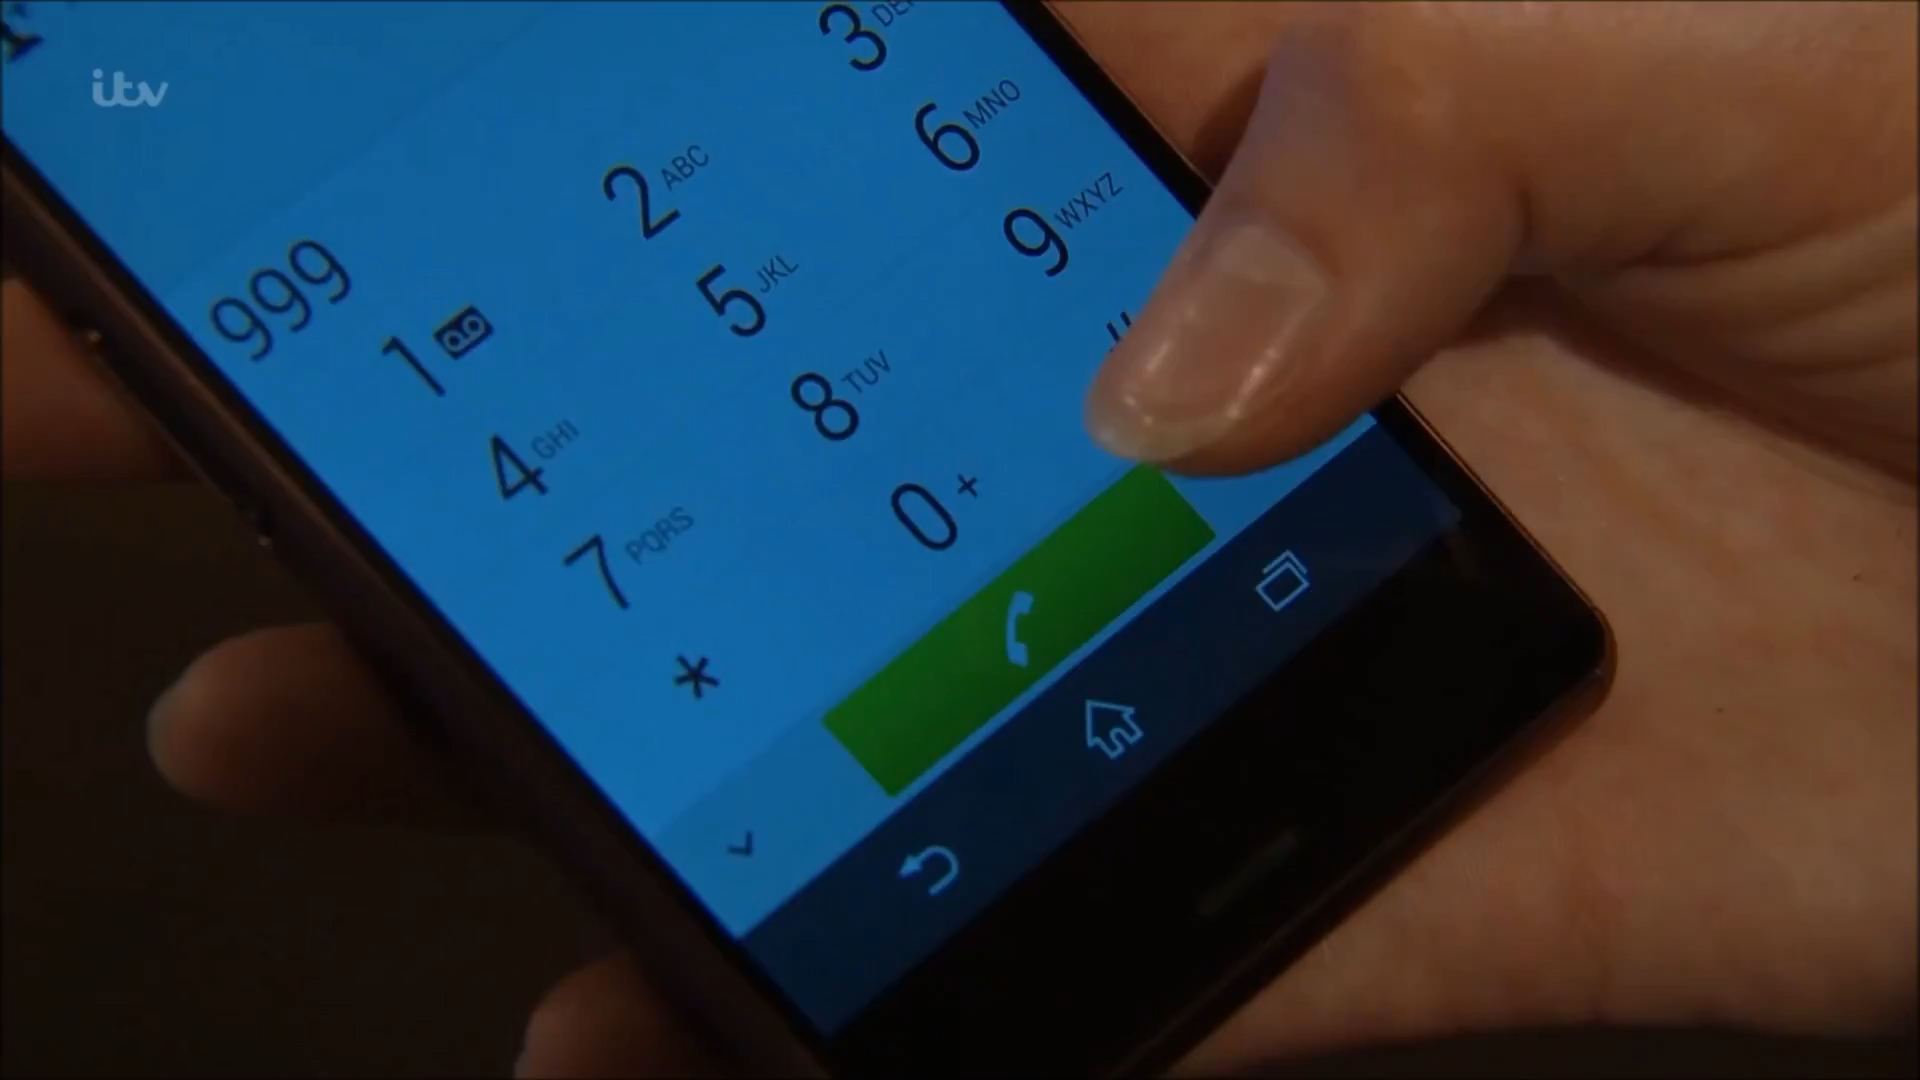 itv
999
1
2 ABC
3 DEF
4 GHI
5 JKL
6 MNO
7 PQRS
8 TUV
9 WXYZ
*
0 +
#